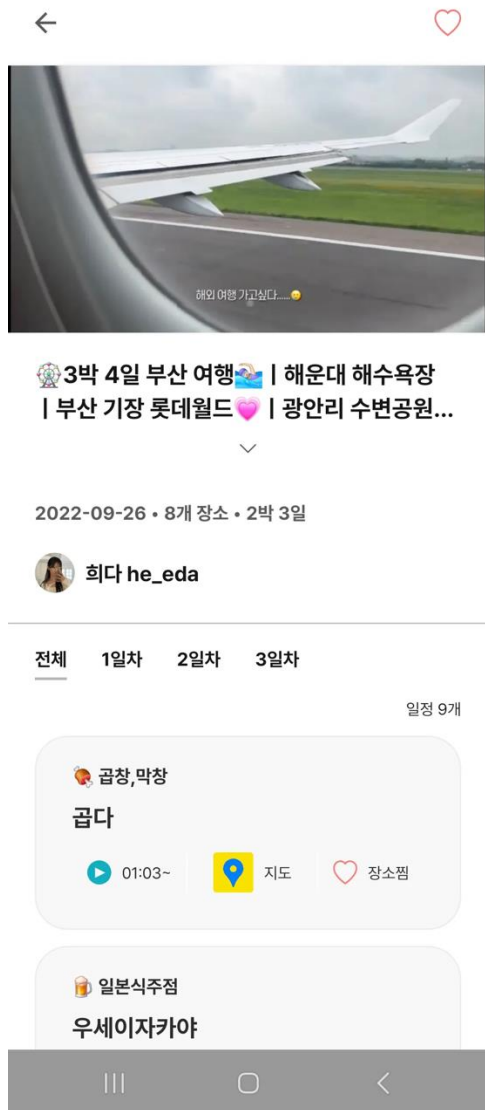 해외 여행 가고싶다......😢
🎡3박 4일 부산 여행🏊🏻‍♀️ㅣ해운대 해수욕장
ㅣ부산 기장 롯데월드💗ㅣ광안리 수변공원...
2022-09-26 • 8개 장소 • 2박 3일
희다 he_eda
전체 1일차 2일차 3일차
일정 9개
🍖 곱창,막창
곱다
01:03~ 지도 장소찜
🍺 일본식주점
우세이자카야